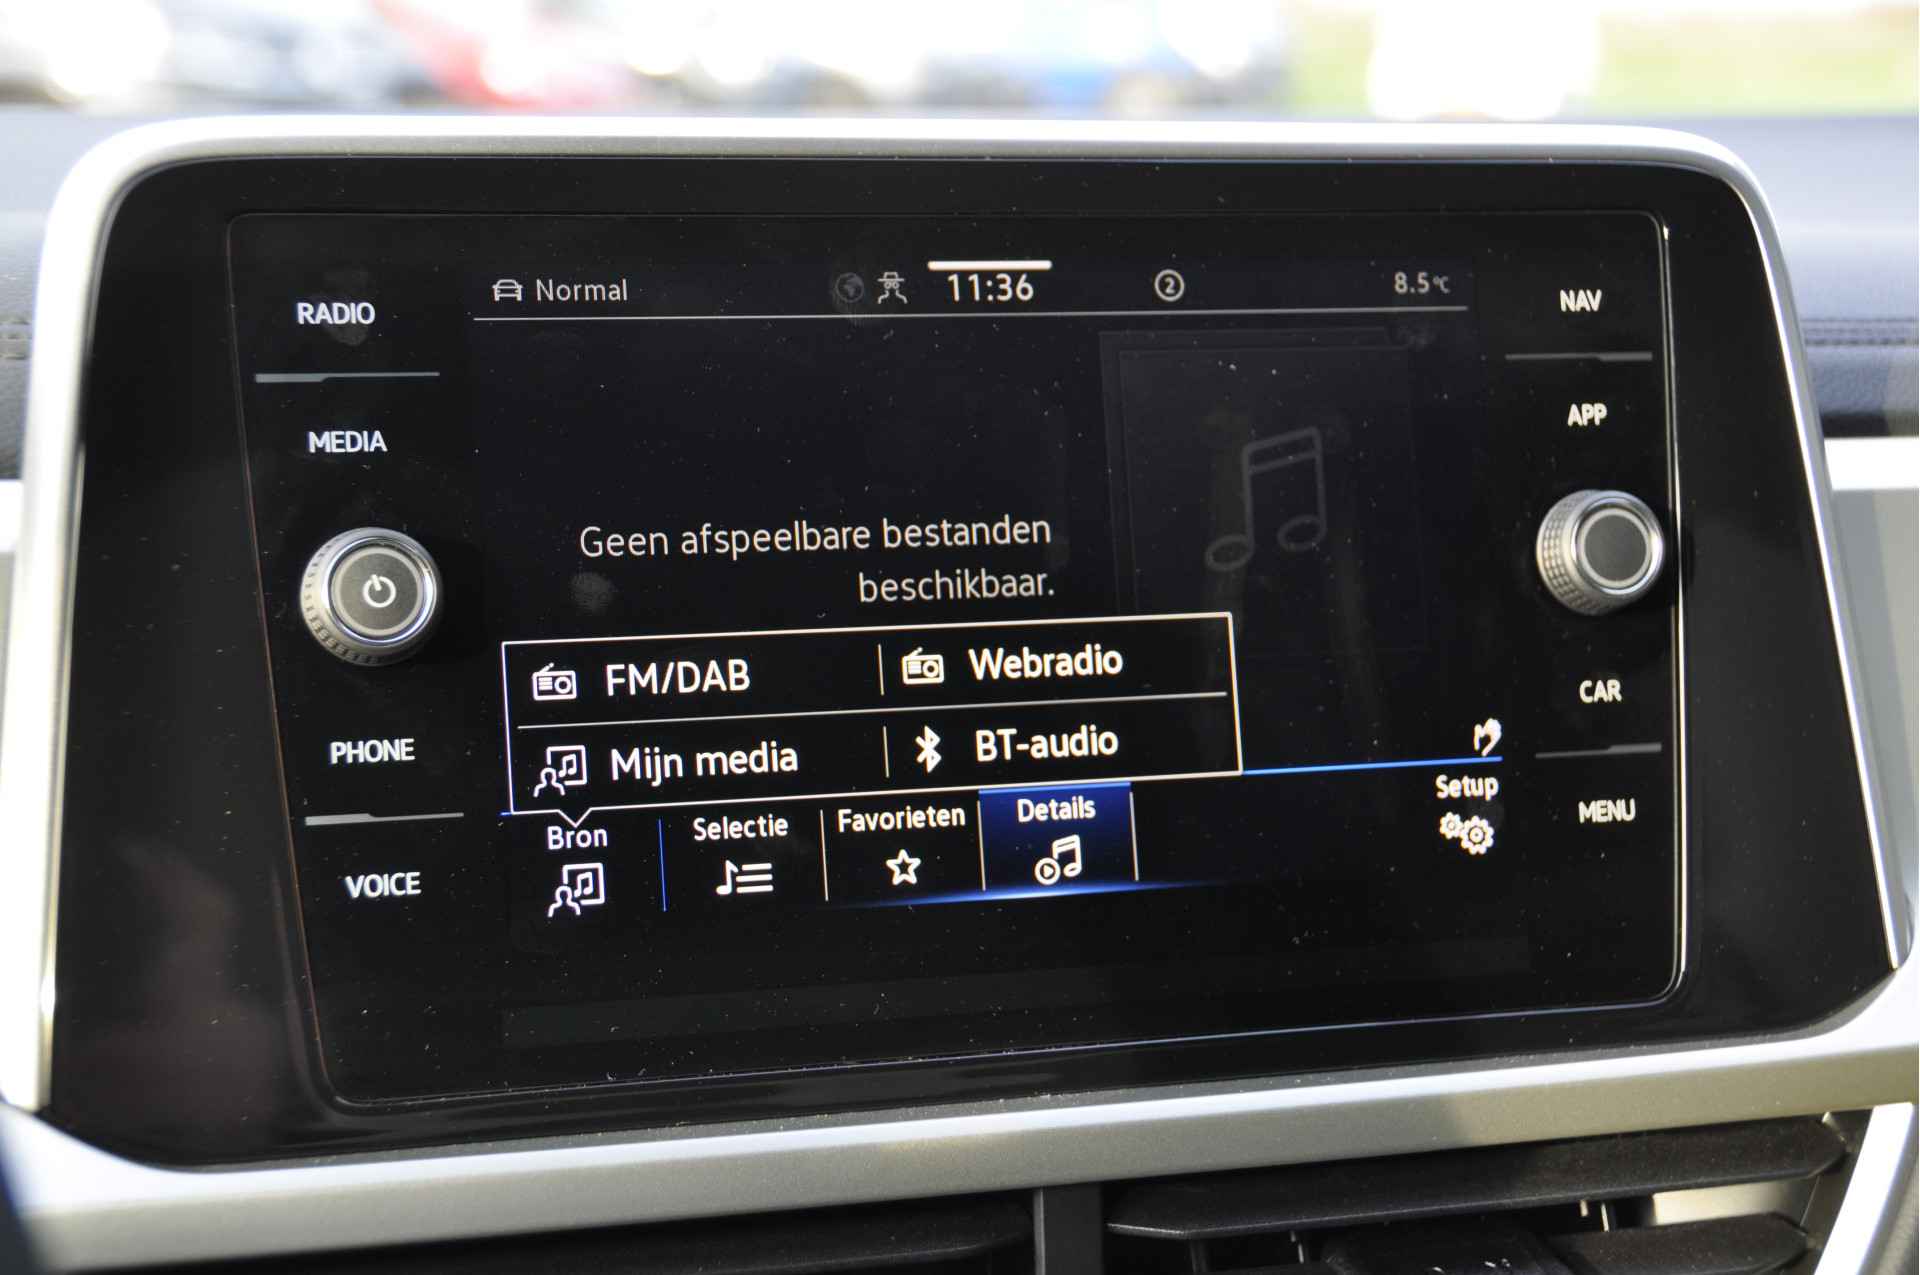 Normal
11:36
2
8.5°C
RADIO
MEDIA
PHONE
VOICE
NAV
APP
CAR
MENU
Geen afspeelbare bestanden
beschikbaar.
FM/DAB
Webradio
Mijn media
BT-audio
Bron
Selectie
Favorieten
Details
Setup